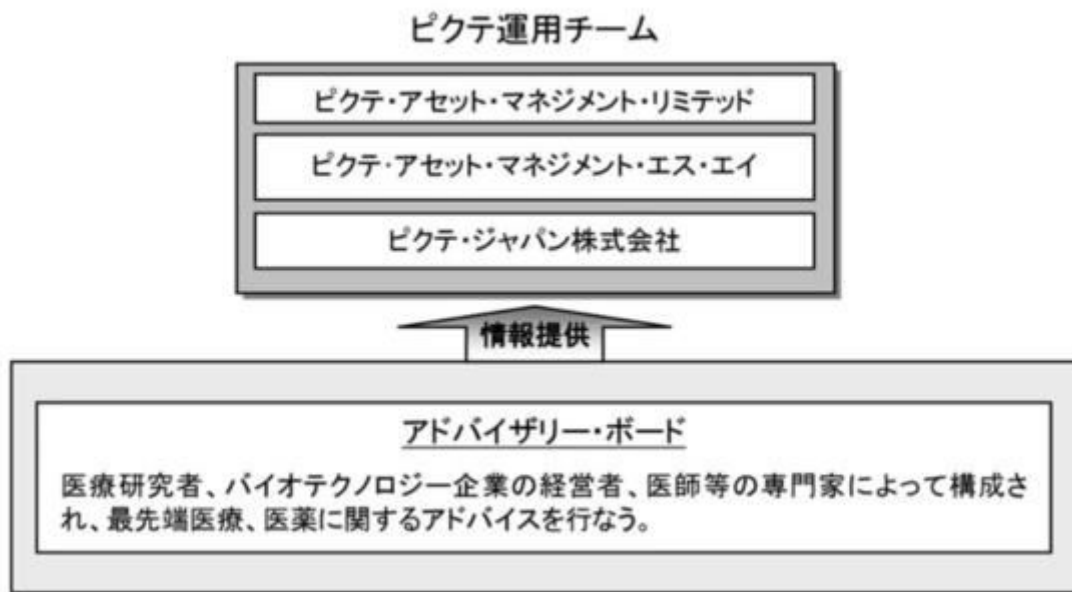 ピクテ運用チーム
ピクテ・アセット・マネジメント・リミテッド
ピクテ・アセット・マネジメント・エス・エイ
ピクテ・ジャパン株式会社
情報提供
アドバイザリー・ボード
医療研究者、バイオテクノロジー企業の経営者、医師等の専門家によって構成さ
れ、最先端医療、医薬に関するアドバイスを行なう。